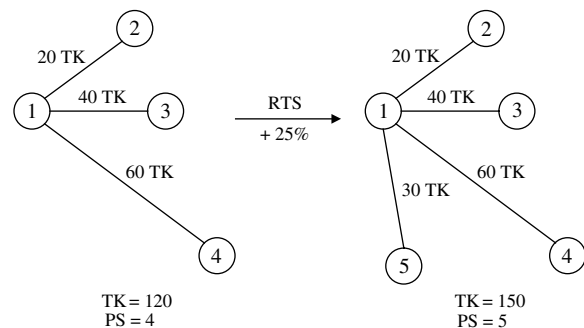 2
20 TK
1
40 TK
3
60 TK
4
TK = 120
PS = 4
RTS
+ 25%
2
20 TK
1
40 TK
3
60 TK
30 TK
4
5
TK = 150
PS = 5